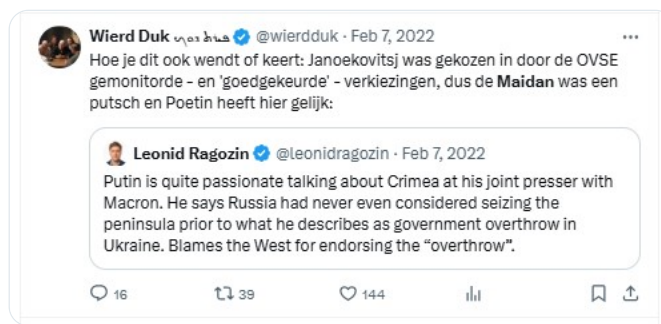 Wierd Duk @wierdduk · Feb 7, 2022
Hoe je dit ook wendt of keert: Janoekovitsj was gekozen in door de OVSE
gemonitorde - en 'goedgekeurde' - verkiezingen, dus de Maidan was een
putsch en Poetin heeft hier gelijk:
Leonid Ragozin @leonidragozin · Feb 7, 2022
Putin is quite passionate talking about Crimea at his joint presser with
Macron. He says Russia had never even considered seizing the
peninsula prior to what he describes as government overthrow in
Ukraine. Blames the West for endorsing the “overthrow”.
16 39 144